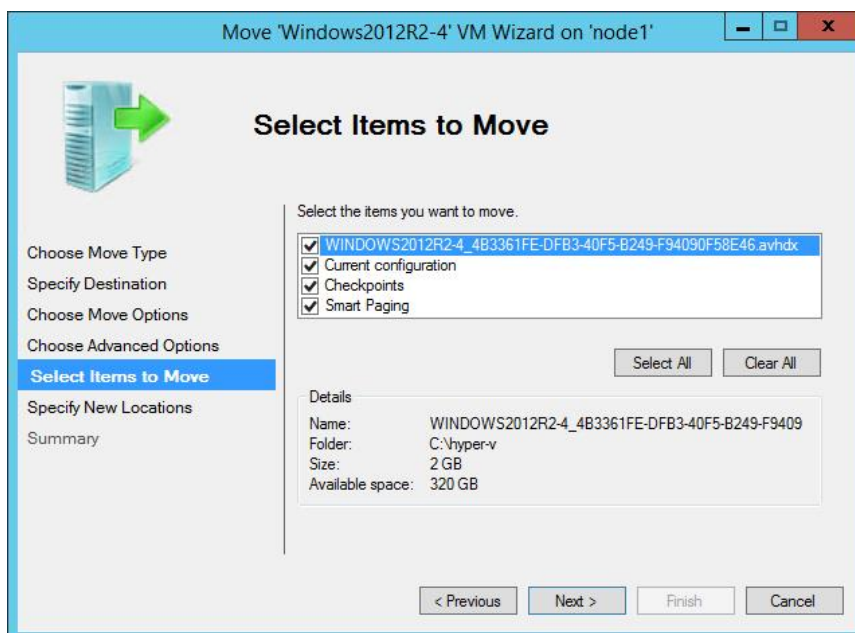 Move 'Windows2012R2-4' VM Wizard on 'node1'
Select Items to Move
Choose Move Type
Specify Destination
Choose Move Options
Choose Advanced Options
Select Items to Move
Specify New Locations
Summary
Select the items you want to move.
WINDOWS2012R2-4_4B3361FE-DFB3-40F5-B249-F94090F58E46.avhdx
Current configuration
Checkpoints
Smart Paging
Select All Clear All
Details
Name: WINDOWS2012R2-4_4B3361FE-DFB3-40F5-B249-F9409
Folder: C:\hyper-v
Size: 2 GB
Available space: 320 GB
< Previous Next > Finish Cancel